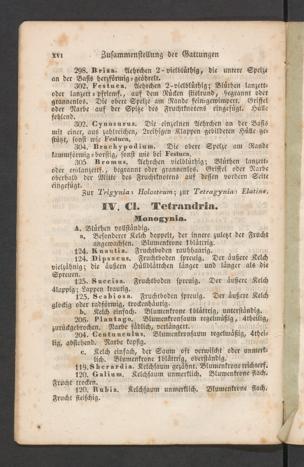 XVI Zusammenstellung der Gattungen
298. Briza. Aehrchen 2-vielblüthig, die untere Spelze
an der Basis herzförmig-geöhrelt.
302. Festuca. Aehrchen 2-vielblüthig; Blüthen lanzett-
oder lanzett-pfrieml., auf dem Rücken stielrund, begrannt oder
grannenlos. Die obere Spelze am Rande fein-gewimpert. Griffel
oder Narbe auf der Spitze des Fruchtknotens eingefügt. Hülle
fehlend.
302. Cynosurus. Die einzelnen Aehrchen an der Basis
mit einer, aus zahlreichen, 2reihigen Klappen gebildeten Hülle ge-
stützt, sonst wie Festuca.
304. Brachypodium. Die obere Spelze am Rande
kammförmig-borstig, sonst wie bei Festuca.
305. Bromus. Aehrchen vielblüthig; Blüthen lanzett-
oder ovallanzett., begrannt oder grannenlos. Griffel oder Narbe
oberhalb der Mitte des Fruchtknotens auf dessen vordern Seite
eingefügt.
Zur Trigynia: Holosteum; zur Tetragynia: Elatine.
IV. Cl. Tetrandria.
Monogynia.
A. Blüthen vollständig.
a. Besonderer Kelch doppelt, der innere zuletzt der Frucht
angewachsen. Blumenkrone 1blättrig.
124. Knautia. Fruchtboden rauhhaarig.
124. Dipsacus. Fruchtboden spreuig. Der äußere Kelch
vielzähnig; die äußern Hüllblättchen länger und länger als die
Spreuern.
125. Succisa. Fruchtboden spreuig. Der äußere Kelch
4lappig; Lappen krautig.
125. Scabiosa. Fruchtboden spreuig. Der äußere Kelch
glockig oder radförmig, trockenhäutig.
b. Kelch einfach. Blumenkrone 1blättrig, unterständig.
206. Plantago. Blumenkronsaum regelmäßig, 4theilig,
zurückgebrochen. Narbe fädlich, verlängert.
204. Centunculus. Blumenkronsaum regelmäßig, 4thei-
lig, abstehend. Narbe kopfig.
c. Kelch einfach, der Saum oft verwischt oder unmerk-
lich. Blumenkrone 1blättrig, oberständig.
119. Sherardia. Kelchsaum gezähnt. Blumenkrone trichterf.
120. Galium. Kelchsaum unmerklich. Blumenkrone flach.
Frucht trocken.
120. Rubia. Kelchsaum unmerklich. Blumenkrone flach.
Frucht fleischig.